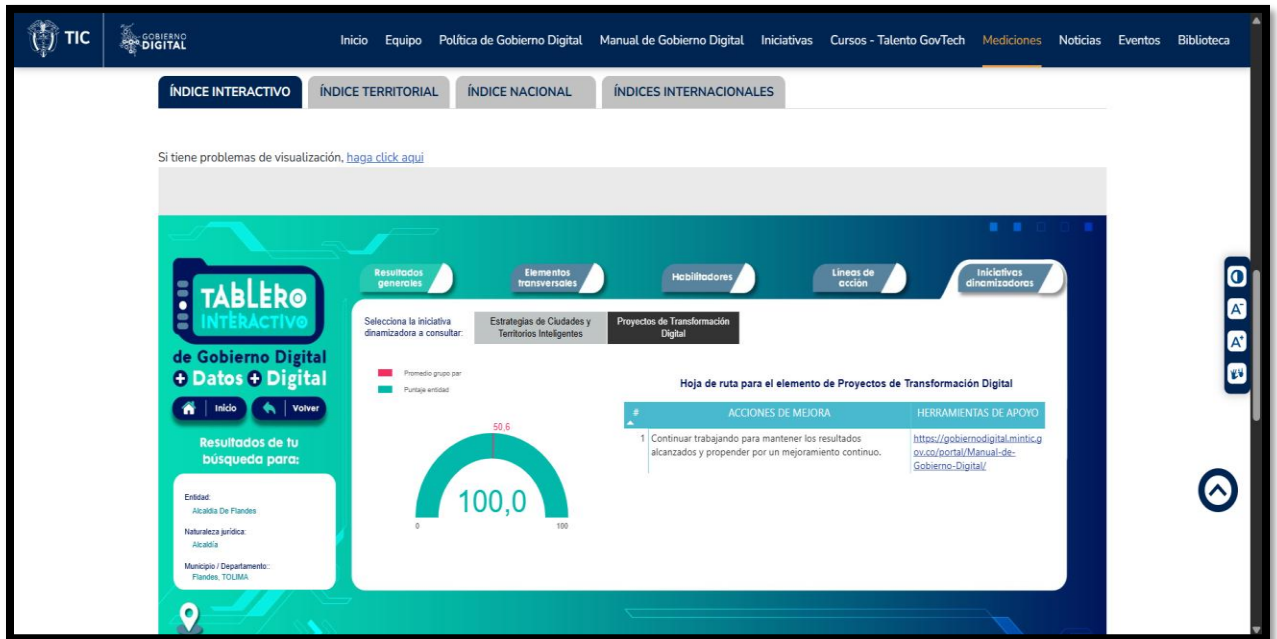 TIC
GOBIERNO
DIGITAL
Inicio Equipo Política de Gobierno Digital Manual de Gobierno Digital Iniciativas Cursos - Talento GovTech Mediciones Noticias Eventos Biblioteca
ÍNDICE INTERACTIVO ÍNDICE TERRITORIAL ÍNDICE NACIONAL ÍNDICES INTERNACIONALES
Si tiene problemas de visualización, haga click aqui
TABLERO
INTERACTIVO
de Gobierno Digital
+ Datos + Digital
Inicio Volver
Resultados de tu
búsqueda para:
Entidad:
Alcaldia De Flandes
Naturaleza jurídica:
Alcaldía
Municipio / Departamento::
Flandes, TOLIMA
Resultados
generales
Elementos
transversales
Habilitadores
Líneas de
acción
Iniciativas
dinamizadoras
Selecciona la iniciativa
dinamizadora a consultar:
Estrategias de Ciudades y
Territorios Inteligentes
Proyectos de Transformación
Digital
Promedio grupo par
Puntaje entidad
50,6
100,0
0 100
Hoja de ruta para el elemento de Proyectos de Transformación Digital
# ACCIONES DE MEJORA HERRAMIENTAS DE APOYO
1 Continuar trabajando para mantener los resultados
alcanzados y propender por un mejoramiento continuo.
https://gobiernodigital.mintic.g
ov.co/portal/Manual-de-
Gobierno-Digital/
A-
A+